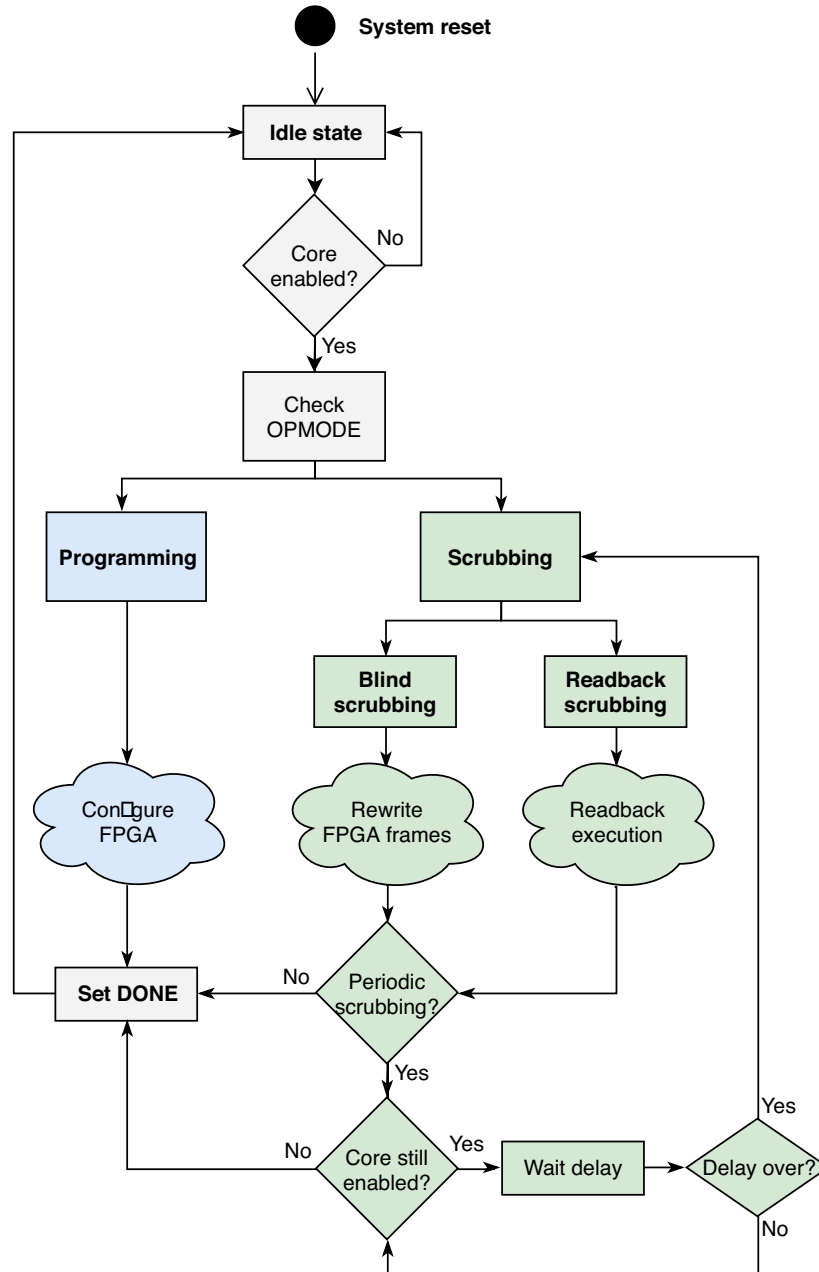 System reset
Idle state
No
Core
enabled?
Yes
Check
OPMODE
Programming
Scrubbing
Blind
scrubbing
Readback
scrubbing
Con□gure
FPGA
Rewrite
FPGA frames
Readback
execution
Set DONE
No
Periodic
scrubbing?
Yes
No
Core still
enabled?
Yes
Wait delay
Delay over?
Yes
No